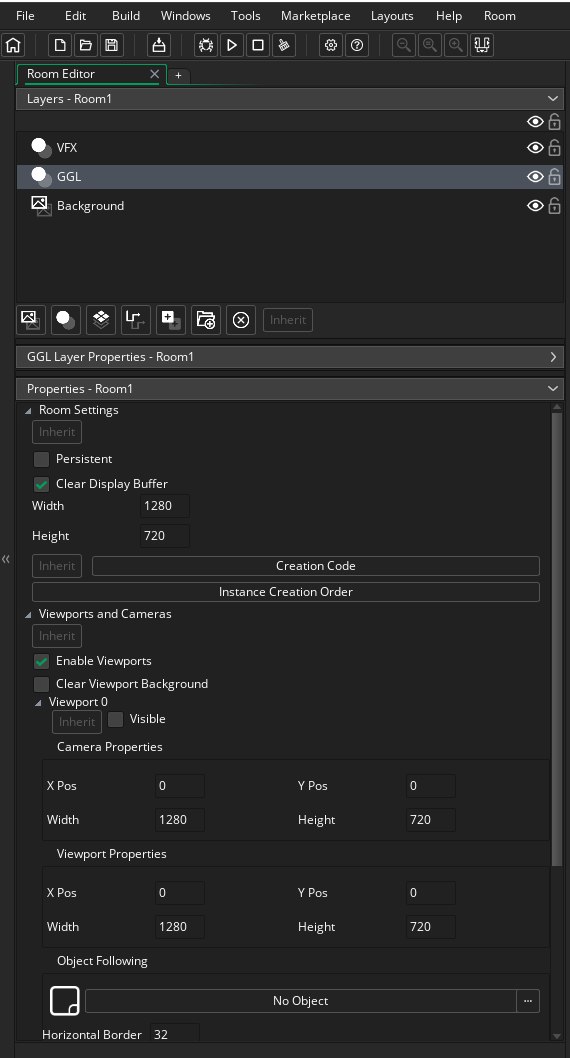 File Edit Build Windows Tools Marketplace Layouts Help Room
Room Editor
Layers - Room1
VFX
GGL
Background
Inherit
GGL Layer Properties - Room1
Properties - Room1
Room Settings
Inherit
Persistent
Clear Display Buffer
Width 1280
Height 720
Inherit Creation Code
Instance Creation Order
Viewports and Cameras
Inherit
Enable Viewports
Clear Viewport Background
Viewport 0
Inherit Visible
Camera Properties
X Pos 0 Y Pos 0
Width 1280 Height 720
Viewport Properties
X Pos 0 Y Pos 0
Width 1280 Height 720
Object Following
No Object ...
Horizontal Border 32